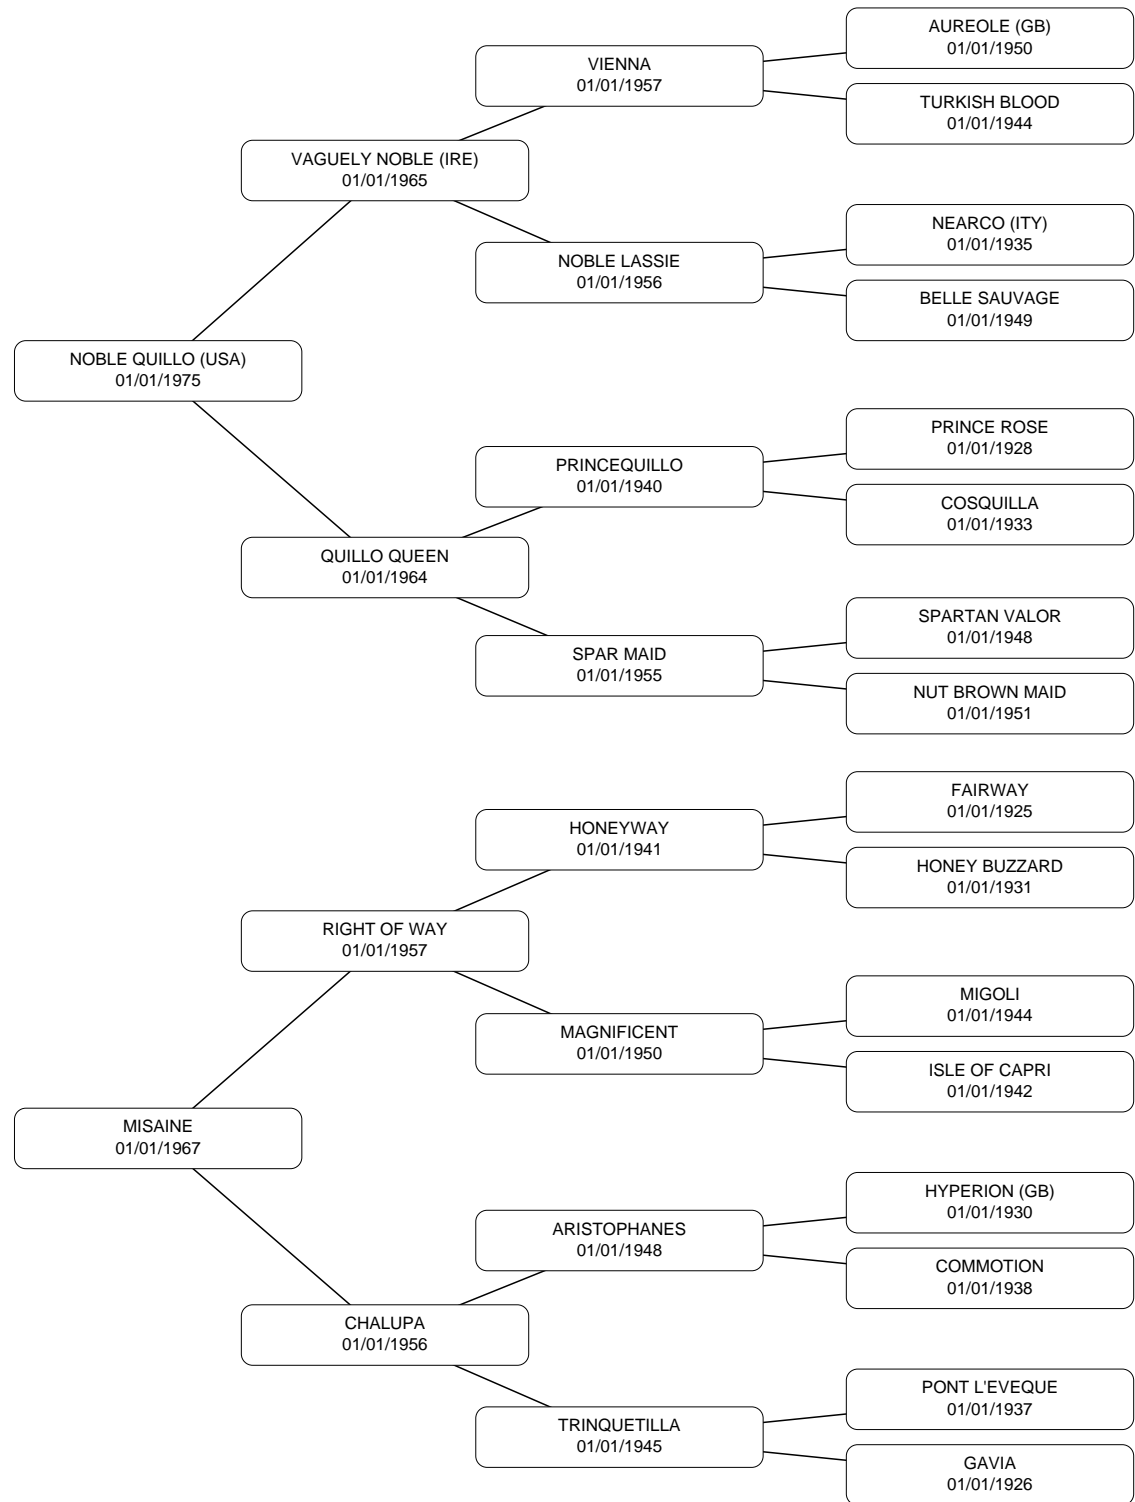 AUREOLE (GB)
01/01/1950
VIENNA
01/01/1957
TURKISH BLOOD
01/01/1944
VAGUELY NOBLE (IRE)
01/01/1965
NEARCO (ITY)
01/01/1935
NOBLE LASSIE
01/01/1956
BELLE SAUVAGE
01/01/1949
NOBLE QUILLO (USA)
01/01/1975
PRINCE ROSE
01/01/1928
PRINCEQUILLO
01/01/1940
COSQUILLA
01/01/1933
QUILLO QUEEN
01/01/1964
SPARTAN VALOR
01/01/1948
SPAR MAID
01/01/1955
NUT BROWN MAID
01/01/1951
FAIRWAY
01/01/1925
HONEYWAY
01/01/1941
HONEY BUZZARD
01/01/1931
RIGHT OF WAY
01/01/1957
MIGOLI
01/01/1944
MAGNIFICENT
01/01/1950
ISLE OF CAPRI
01/01/1942
MISAINE
01/01/1967
HYPERION (GB)
01/01/1930
ARISTOPHANES
01/01/1948
COMMOTION
01/01/1938
CHALUPA
01/01/1956
PONT L'EVEQUE
01/01/1937
TRINQUETILLA
01/01/1945
GAVIA
01/01/1926